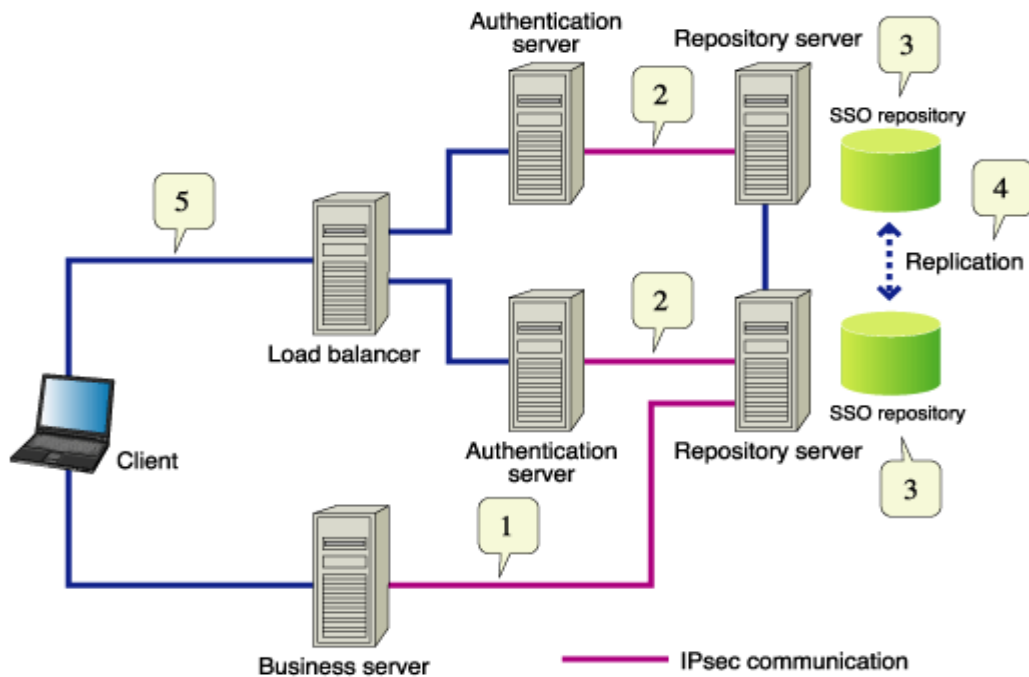 Authentication
server
Repository server
3
2
SSO repository
5
4
Replication
2
Load balancer
SSO repository
Client
Authentication
server
Repository server
3
1
Business server
IPsec communication